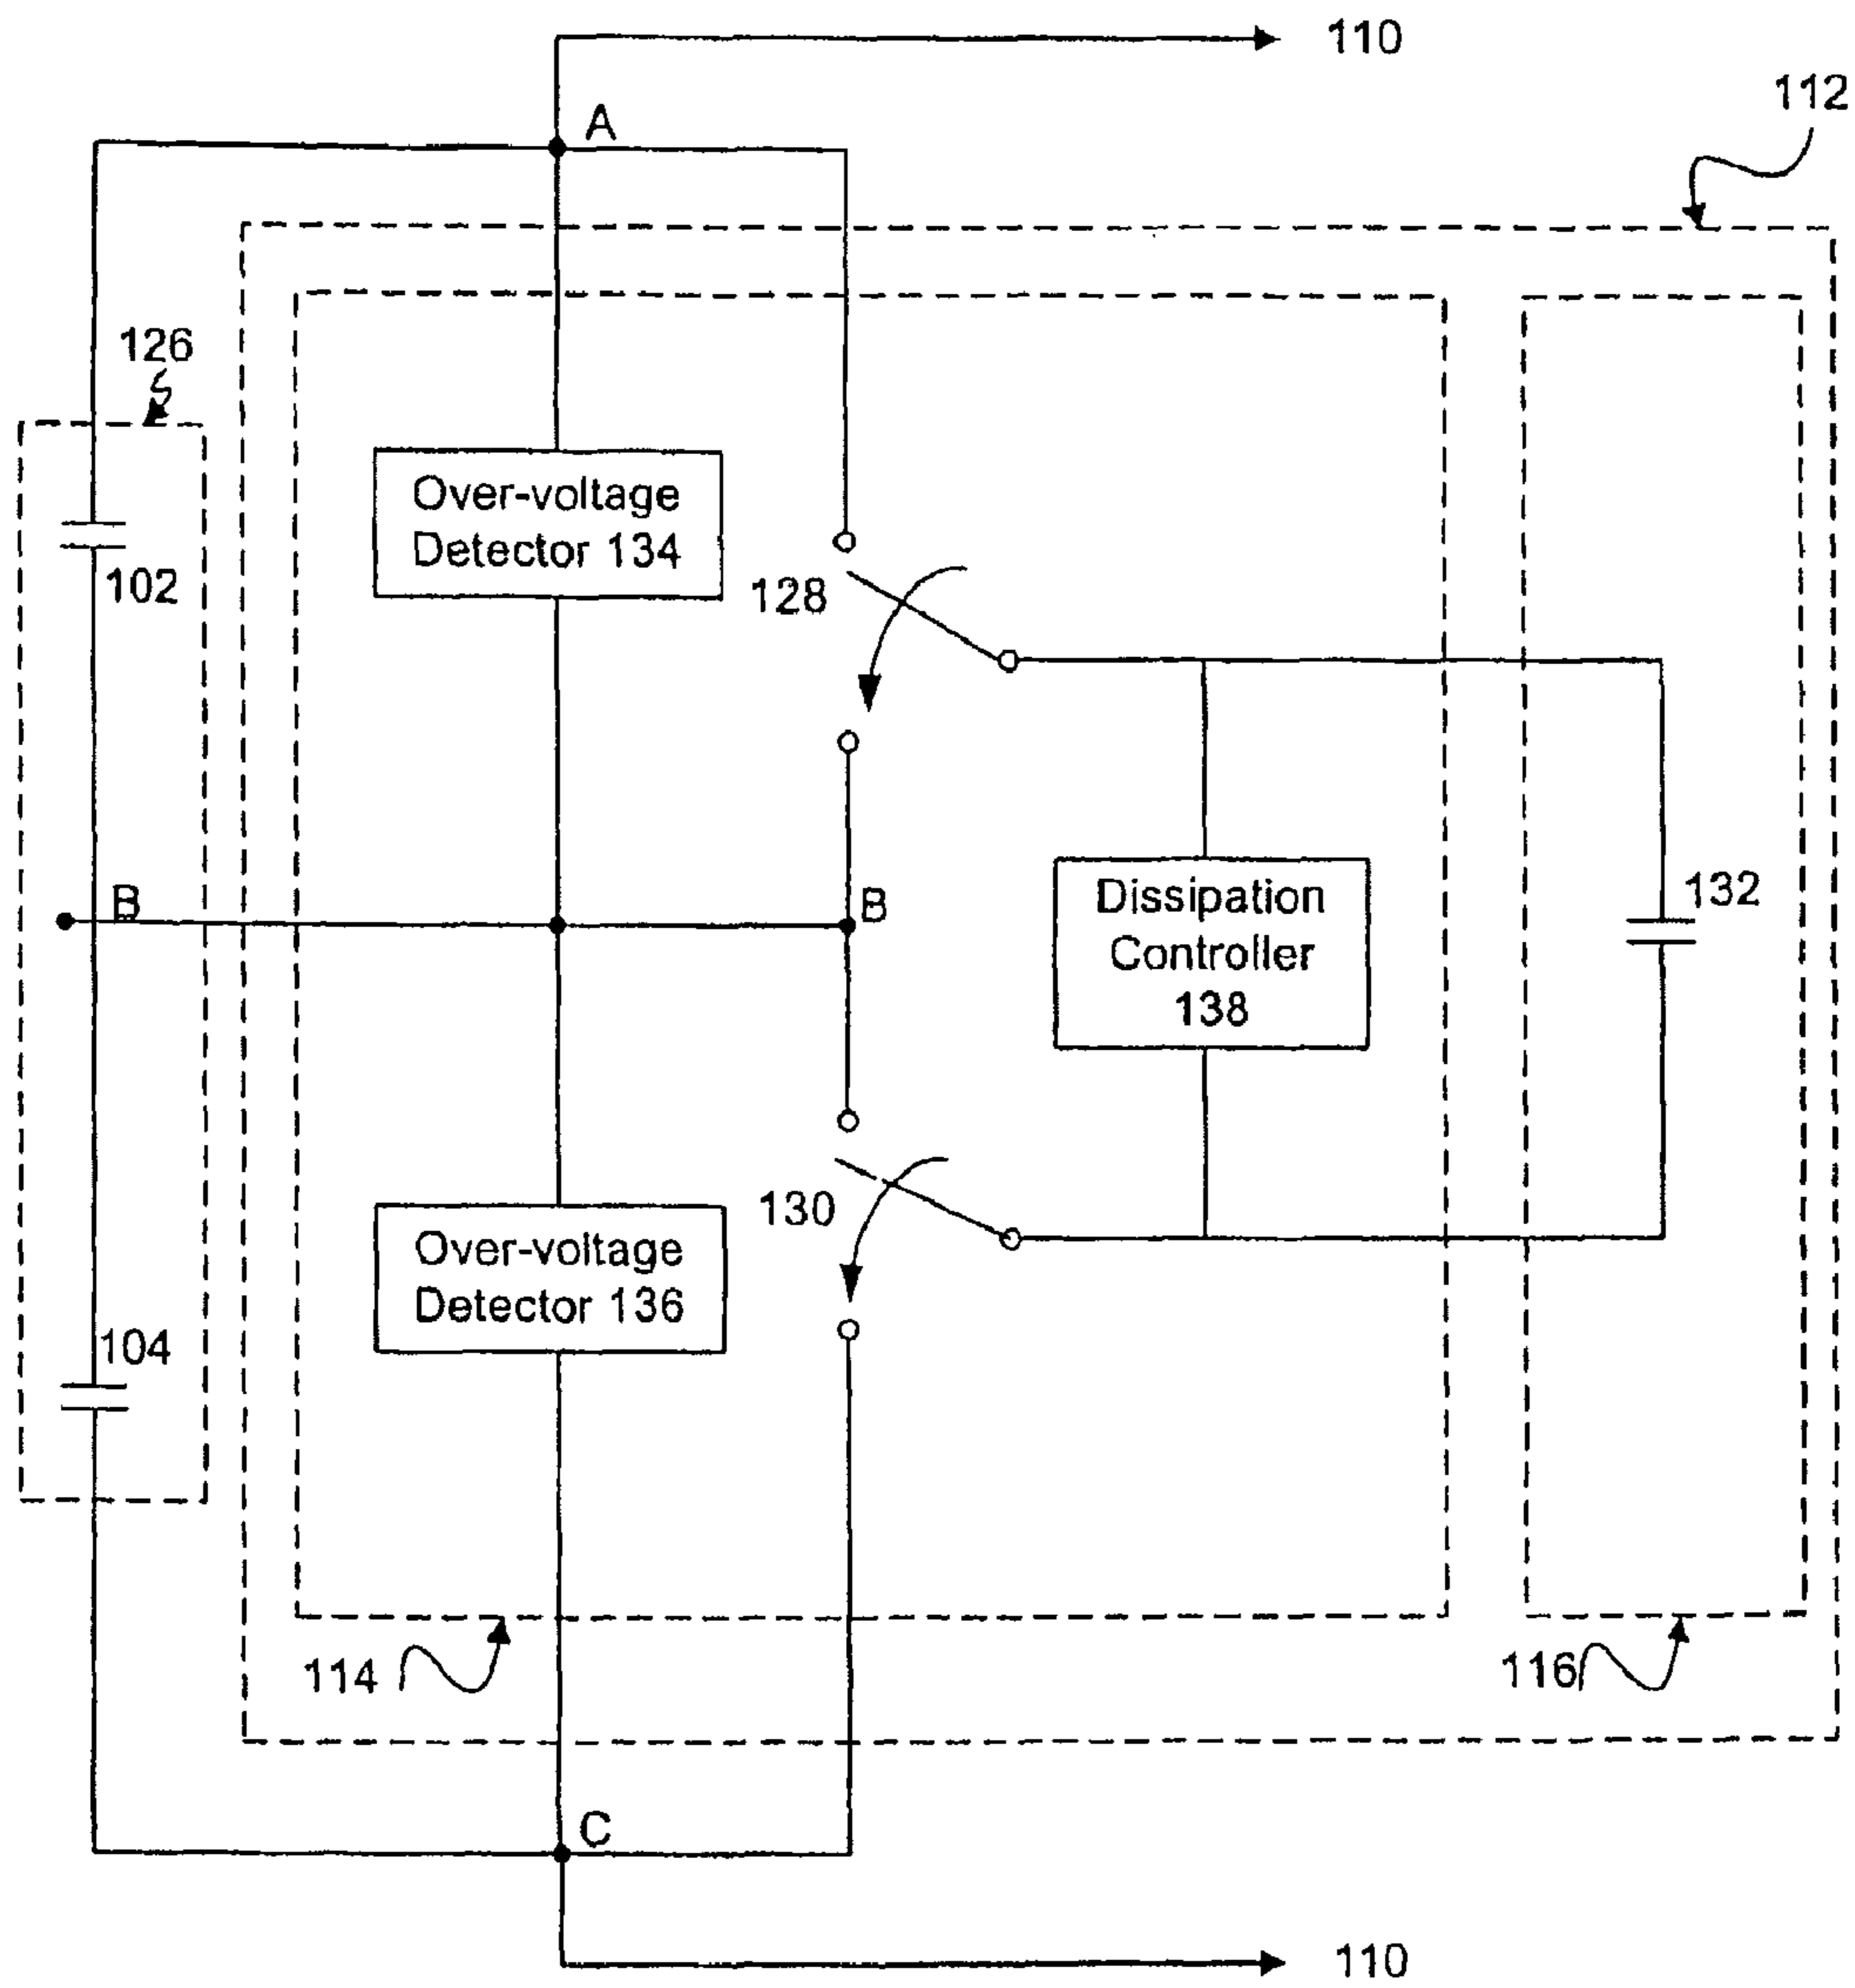 110
112
A
126
Over-voltage
Detector 134
102
128
B
B
Dissipation
Controller
138
132
130
Over-voltage
Detector 136
104
114
116
C
110